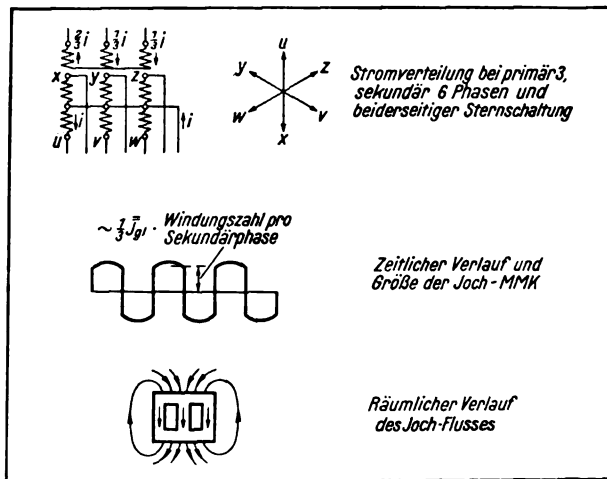 2/3 i 1/3 i 1/3 i
x y z
i i
u v w
u
y z
w v
x
Stromverteilung bei primär 3,
sekundär 6 Phasen und
beiderseitiger Sternschaltung
~ 1/3 J̿gl · Windungszahl pro
Sekundärphase
Zeitlicher Verlauf und
Größe der Joch-MMK
Räumlicher Verlauf
des Joch-Flusses